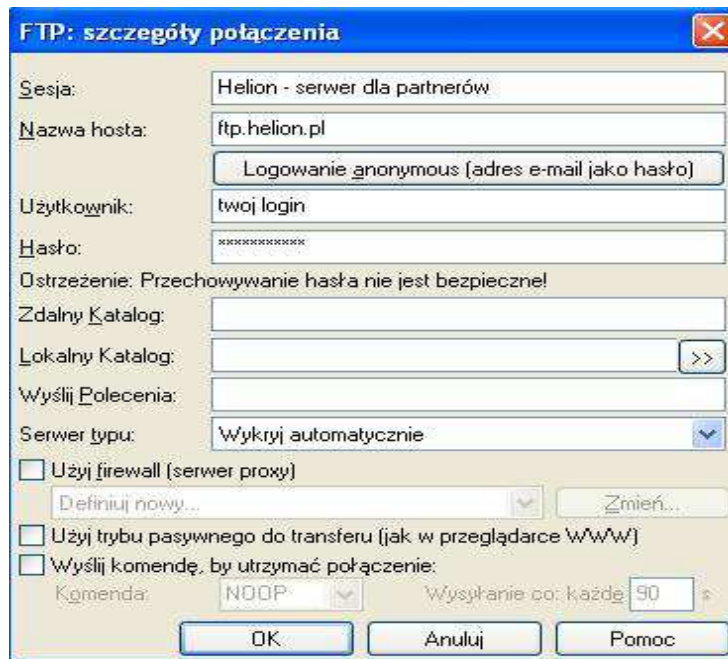 FTP: szczegóły połączenia
Sesja: Helion - serwer dla partnerów
Nazwa hosta: ftp.helion.pl
Logowanie anonymous (adres e-mail jako hasło)
Użytkownik: twoj login
Hasło: ***********
Ostrzeżenie: Przechowywanie hasła nie jest bezpieczne!
Zdalny Katalog:
Lokalny Katalog: >>
Wyślij Polecenia:
Serwer typu: Wykryj automatycznie
Użyj firewall (serwer proxy)
Definiuj nowy... Zmień...
Użyj trybu pasywnego do transferu (jak w przeglądarce WWW)
Wyślij komendę, by utrzymać połączenie:
Komenda: NOOP Wysyłanie co: każde 90 s
OK Anuluj Pomoc